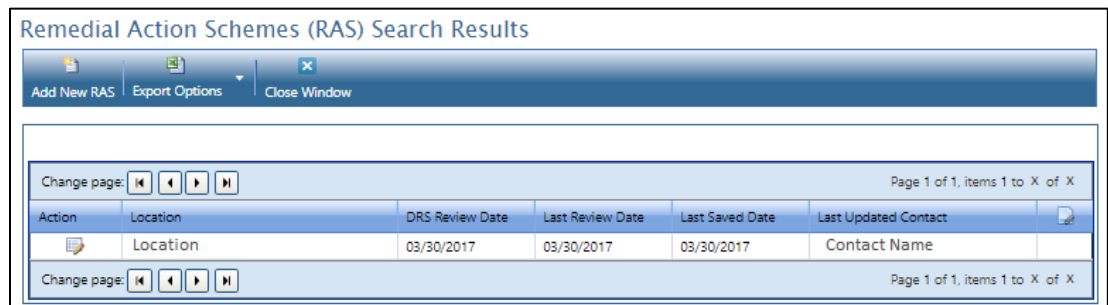 Remedial Action Schemes (RAS) Search Results
Add New RAS Export Options Close Window
Change page: Page 1 of 1, items 1 to X of X
Action Location DRS Review Date Last Review Date Last Saved Date Last Updated Contact
Location 03/30/2017 03/30/2017 03/30/2017 Contact Name
Change page: Page 1 of 1, items 1 to X of X